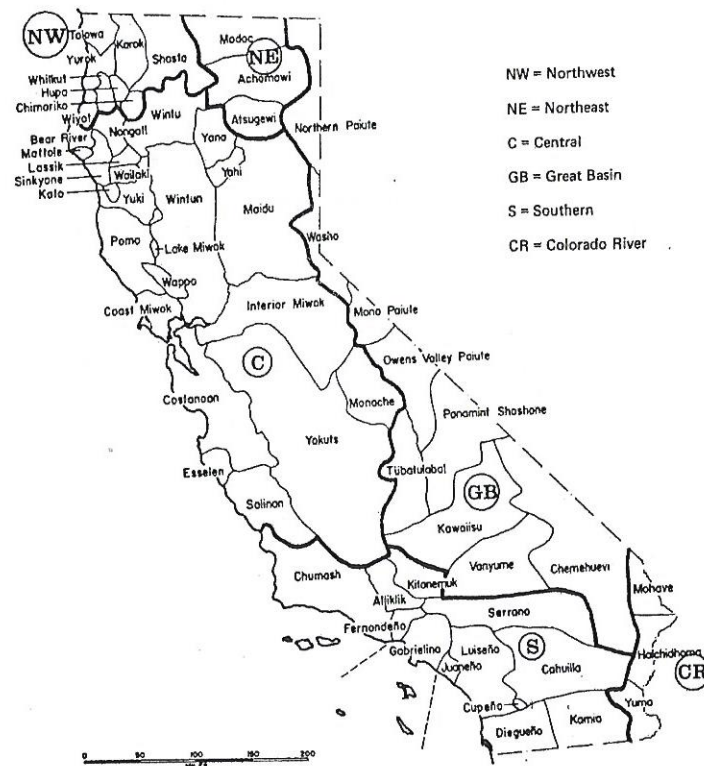 NW
Tolowa
Karok
Yurok
Shasta
Modoc
NE
Achomawi
Whilkut
Hupa
Chimariko
Wiyot
Wintu
Atsugewi
Bear River
Nongatl
Yana
Northern Paiute
Mattole
Lassik
Yahi
Sinkyone
Wailaki
Kato
Yuki
Wintun
Maidu
Pomo
Lake Miwok
Washo
Wappo
Coast Miwok
Interior Miwok
Mono Paiute
C
Owens Valley Paiute
Costanoan
Monache
Panamint Shoshone
Yokuts
Esselen
Tübatulabal
GB
Salinan
Kawaiisu
Chumash
Vanyume
Chemehuevi
Kitanemuk
Mohave
Alliklik
Serrano
Fernandeño
Gabrielino
Luiseño
S
Halchidhoma
Juaneño
Cahuilla
CR
Cupeño
Yuma
Diegueño
Kamia
0 50 100 200
NW = Northwest
NE = Northeast
C = Central
GB = Great Basin
S = Southern
CR = Colorado River